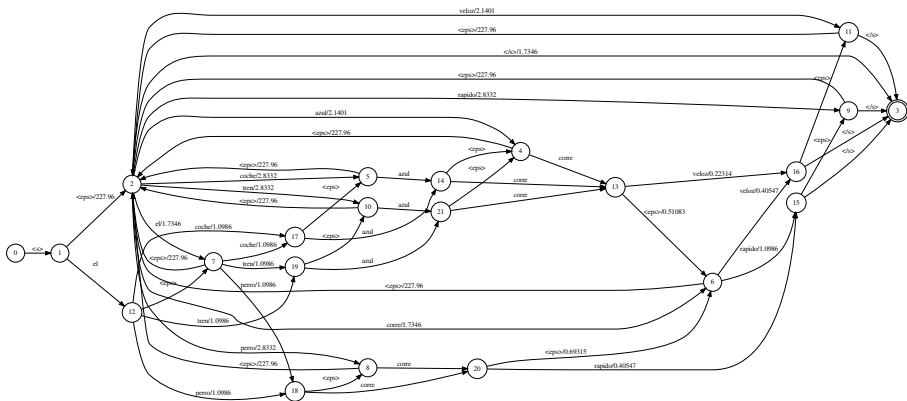 veloz/2.1401
11
<eps>/227.96
</s>
</s>/1.7346
<eps>/227.96
<eps>
rapido/2.8332
9
</s>
3
azul/2.1401
<eps>/227.96
4
</s>
<eps>
corre
<eps>
</s>
<eps>/227.96
5
azul
<eps>
16
2
coche/2.8332
14
corre
13
veloz/0.22314
tren/2.8332
<eps>
veloz/0.40547
<eps>/227.96
<eps>/227.96
10
azul
corre
15
21
<eps>/0.51083
el/1.7346
coche/1.0986
17
<eps>
azul
0
<s>
1
coche/1.0986
rapido/1.0986
<eps>/227.96
7
tren/1.0986
19
azul
el
<eps>
perro/1.0986
<eps>/227.96
6
12
tren/1.0986
corre/1.7346
perro/2.8332
<eps>/0.69315
<eps>/227.96
8
corre
20
rapido/0.40547
perro/1.0986
18
<eps>
corre